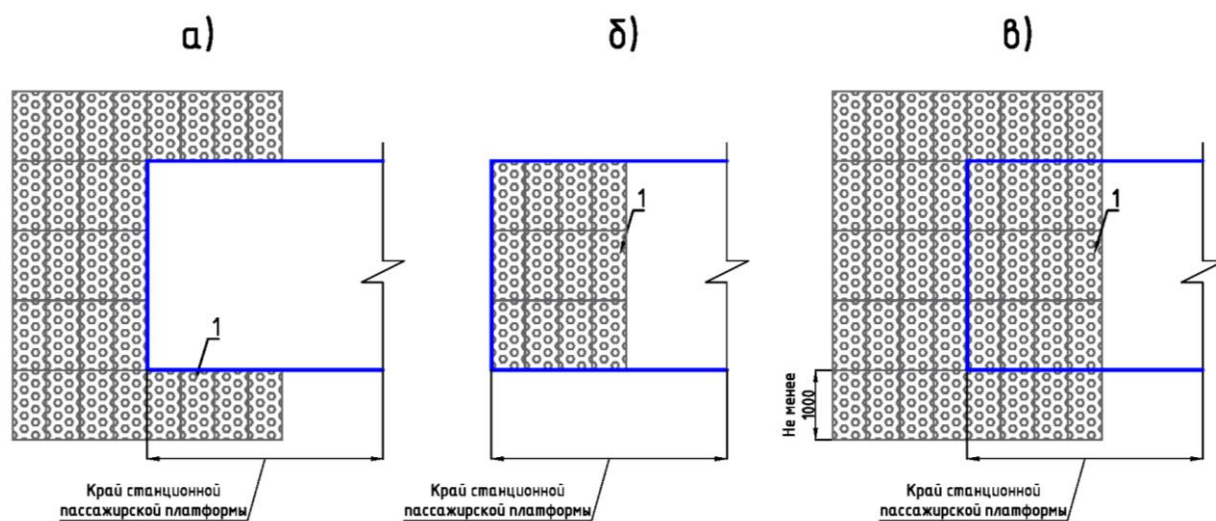 а)
б)
в)
1
1
1
Не менее
1000
Край станционной
пассажирской платформы
Край станционной
пассажирской платформы
Край станционной
пассажирской платформы